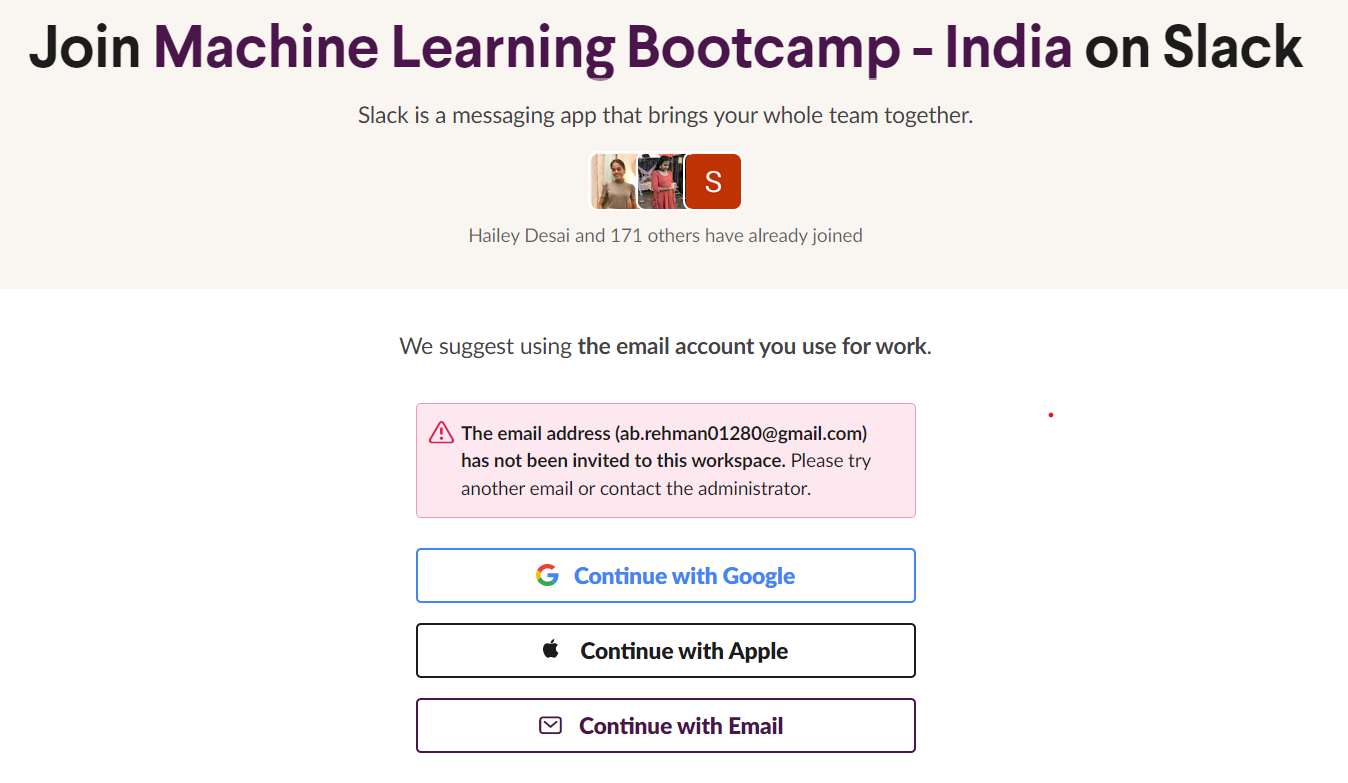 Join Machine Learning Bootcamp - India on Slack
Slack is a messaging app that brings your whole team together.
S
Hailey Desai and 171 others have already joined
We suggest using the email account you use for work.
The email address (ab.rehman01280@gmail.com)
has not been invited to this workspace. Please try
another email or contact the administrator.
Continue with Google
Continue with Apple
Continue with Email